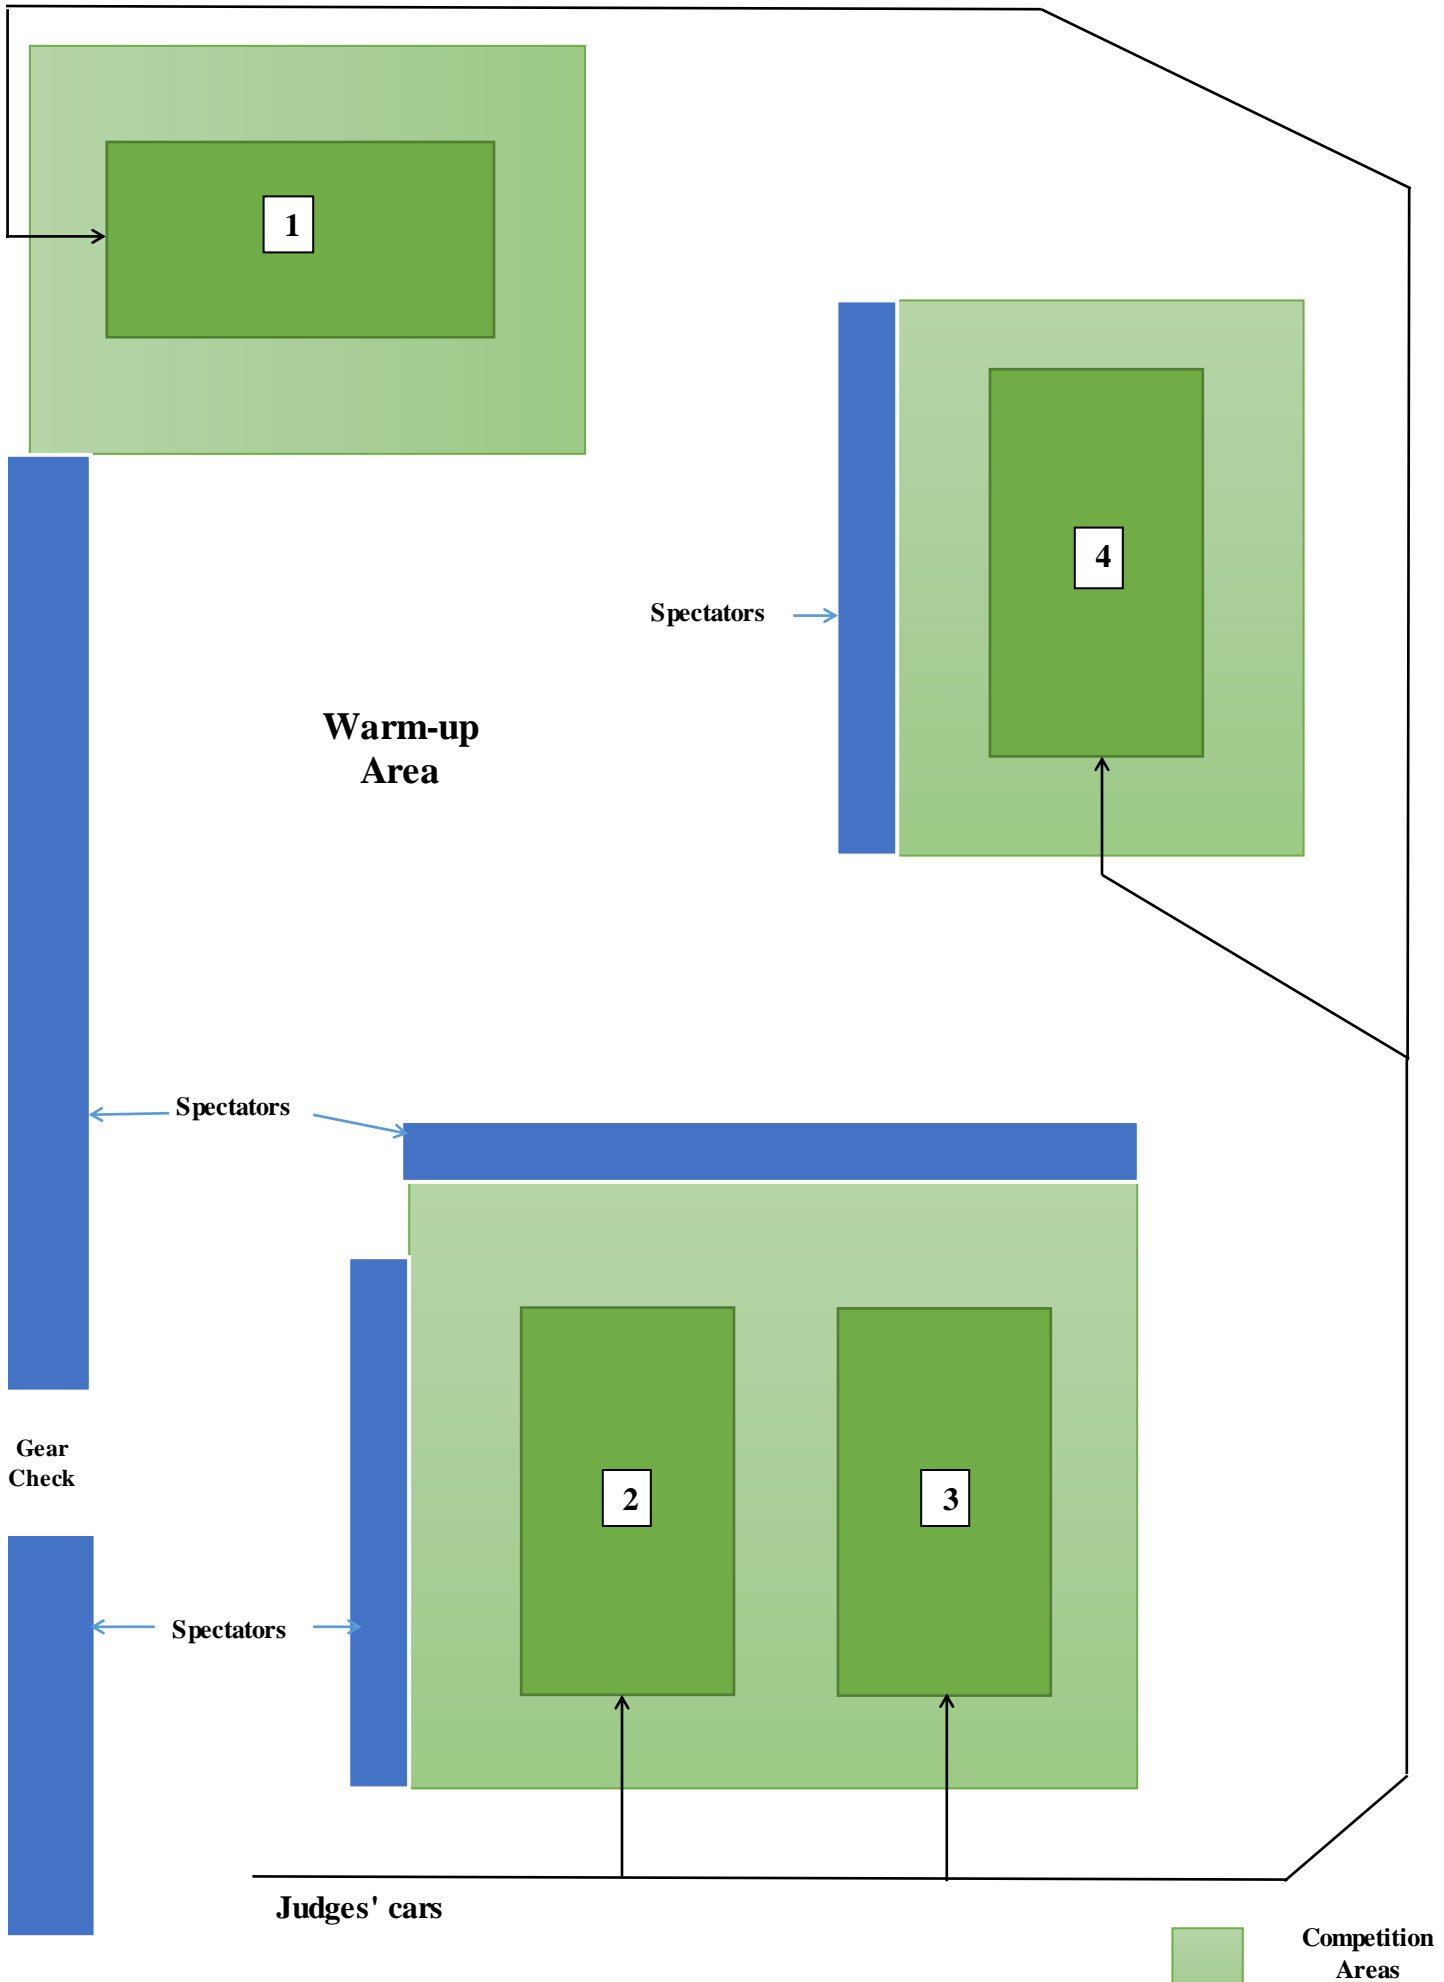 1
4
Spectators
Warm-up
Area
Spectators
Gear
Check
2
3
Spectators
Judges' cars
Competition
Areas